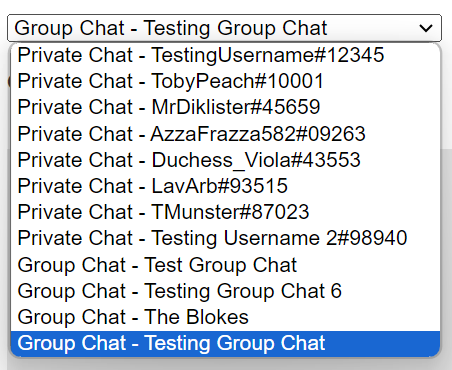 Group Chat - Testing Group Chat
Private Chat - TestingUsername#12345
Private Chat - TobyPeach#10001
Private Chat - MrDiklister#45659
Private Chat - AzzaFrazza582#09263
Private Chat - Duchess_Viola#43553
Private Chat - LavArb#93515
Private Chat - TMunster#87023
Private Chat - Testing Username 2#98940
Group Chat - Test Group Chat
Group Chat - Testing Group Chat 6
Group Chat - The Blokes
Group Chat - Testing Group Chat